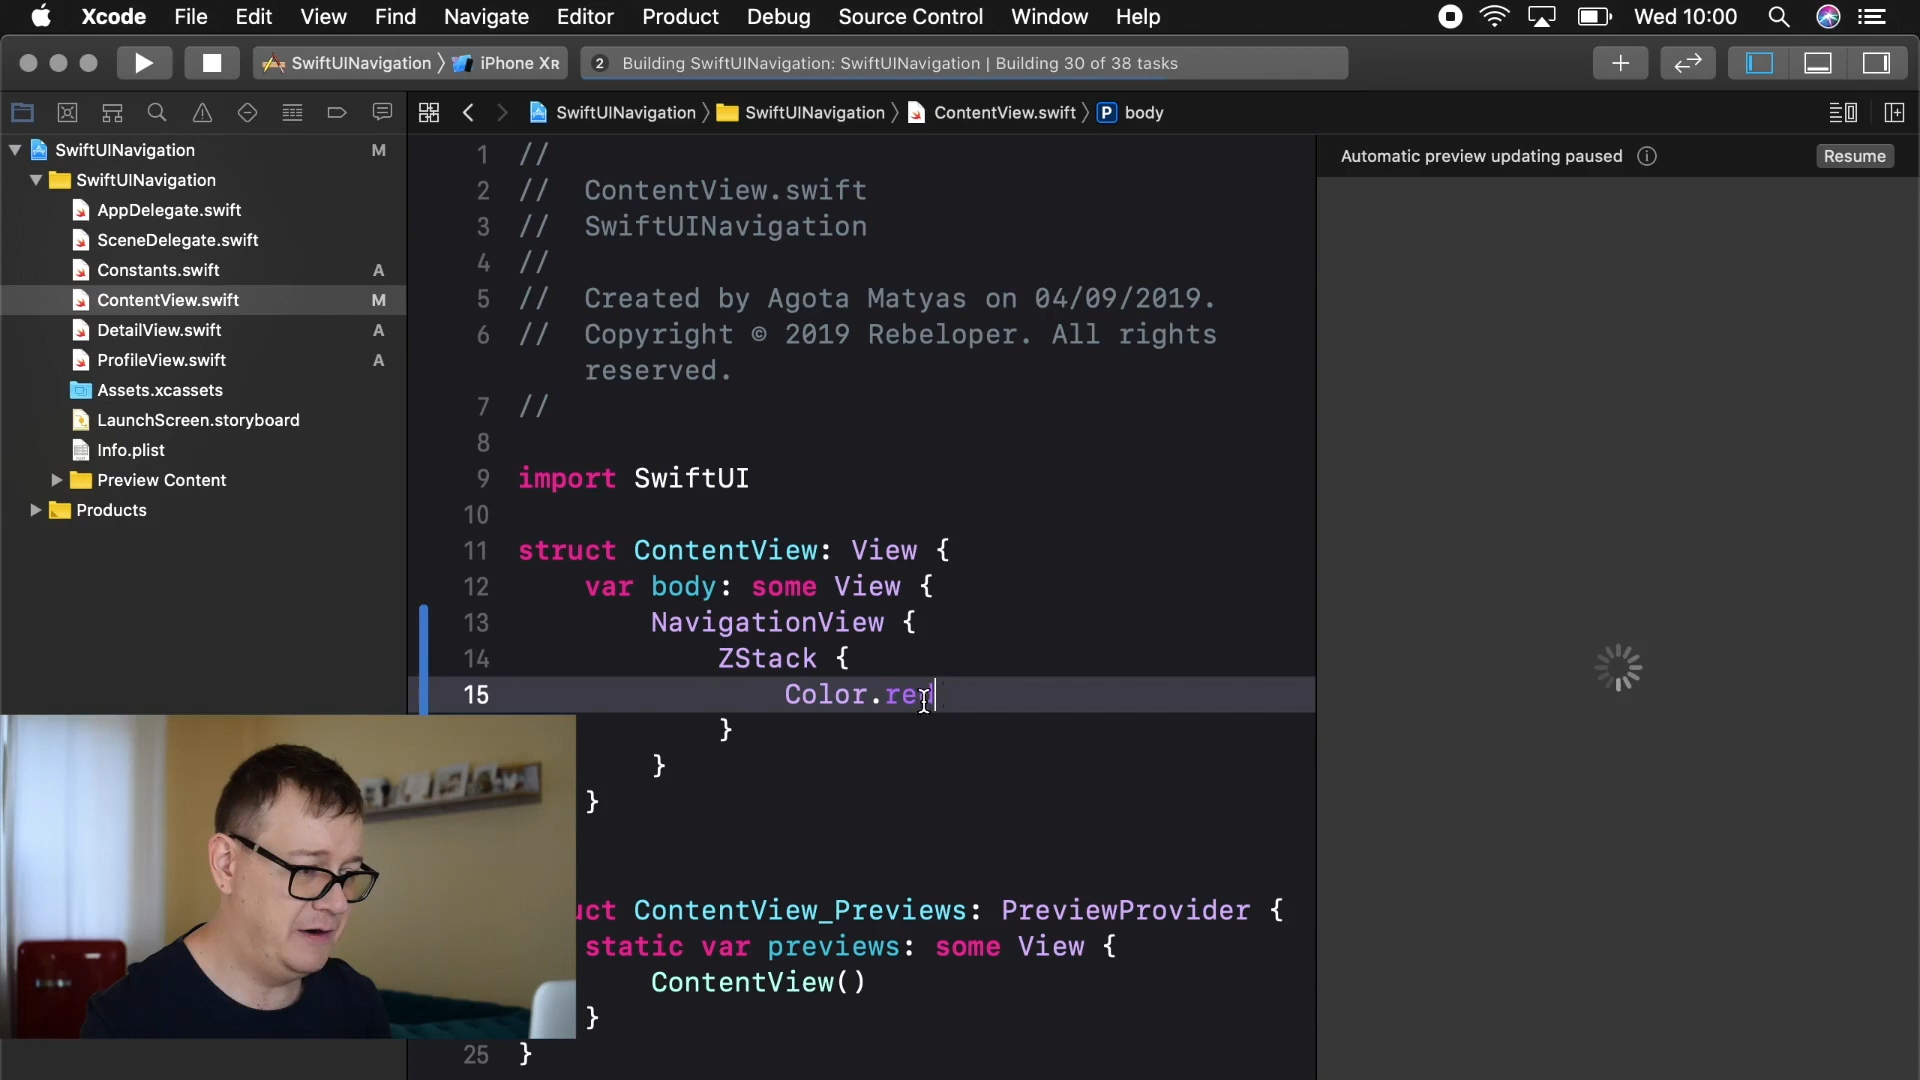 Xcode File Edit View Find Navigate Editor Product Debug Source Control Window Help Wed 10:00
SwiftUINavigation iPhone XR 2 Building SwiftUINavigation: SwiftUINavigation | Building 30 of 38 tasks
SwiftUINavigation SwiftUINavigation ContentView.swift P body
Automatic preview updating paused Resume
SwiftUINavigation M
SwiftUINavigation
AppDelegate.swift
SceneDelegate.swift
Constants.swift A
ContentView.swift M
DetailView.swift A
ProfileView.swift A
Assets.xcassets
LaunchScreen.storyboard
Info.plist
Preview Content
Products
1 //
2 // ContentView.swift
3 // SwiftUINavigation
4 //
5 // Created by Agota Matyas on 04/09/2019.
6 // Copyright © 2019 Rebeloper. All rights
reserved.
7 //
8
9 import SwiftUI
10
11 struct ContentView: View {
12 var body: some View {
13 NavigationView {
14 ZStack {
15 Color.red
}
}
}
uct ContentView_Previews: PreviewProvider {
static var previews: some View {
ContentView()
}
25 }